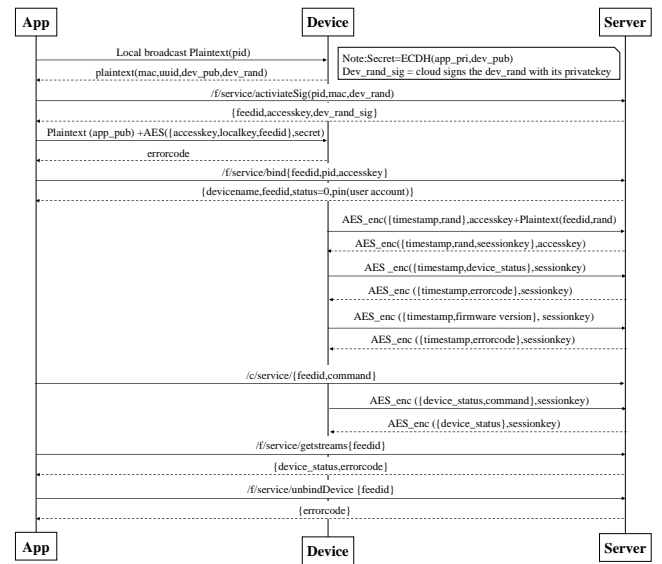 App
Device
Server
Local broadcast Plaintext(pid)
Note:Secret=ECDH(app_pri,dev_pub)
Dev_rand_sig = cloud signs the dev_rand with its privatekey
plaintext(mac,uuid,dev_pub,dev_rand)
/f/service/activiateSig(pid,mac,dev_rand)
{feedid,accesskey,dev_rand_sig}
Plaintext (app_pub) +AES({accesskey,localkey,feedid},secret)
errorcode
/f/service/bind{feedid,pid,accesskey}
{devicename,feedid,status=0,pin(user account)}
AES_enc({timestamp,rand},accesskey+Plaintext(feedid,rand)
AES_enc({timestamp,rand,seessionkey},accesskey)
AES _enc({timestamp,device_status},sessionkey)
AES_enc ({timestamp,errorcode},sessionkey)
AES_enc ({timestamp,firmware version}, sessionkey)
AES_enc ({timestamp,errorcode},sessionkey)
/c/service/{feedid,command}
AES_enc ({device_status,command},sessionkey)
AES_enc ({device_status},sessionkey)
/f/service/getstreams{feedid}
{device_status,errorcode}
/f/service/unbindDevice {feedid}
{errorcode}
App
Device
Server